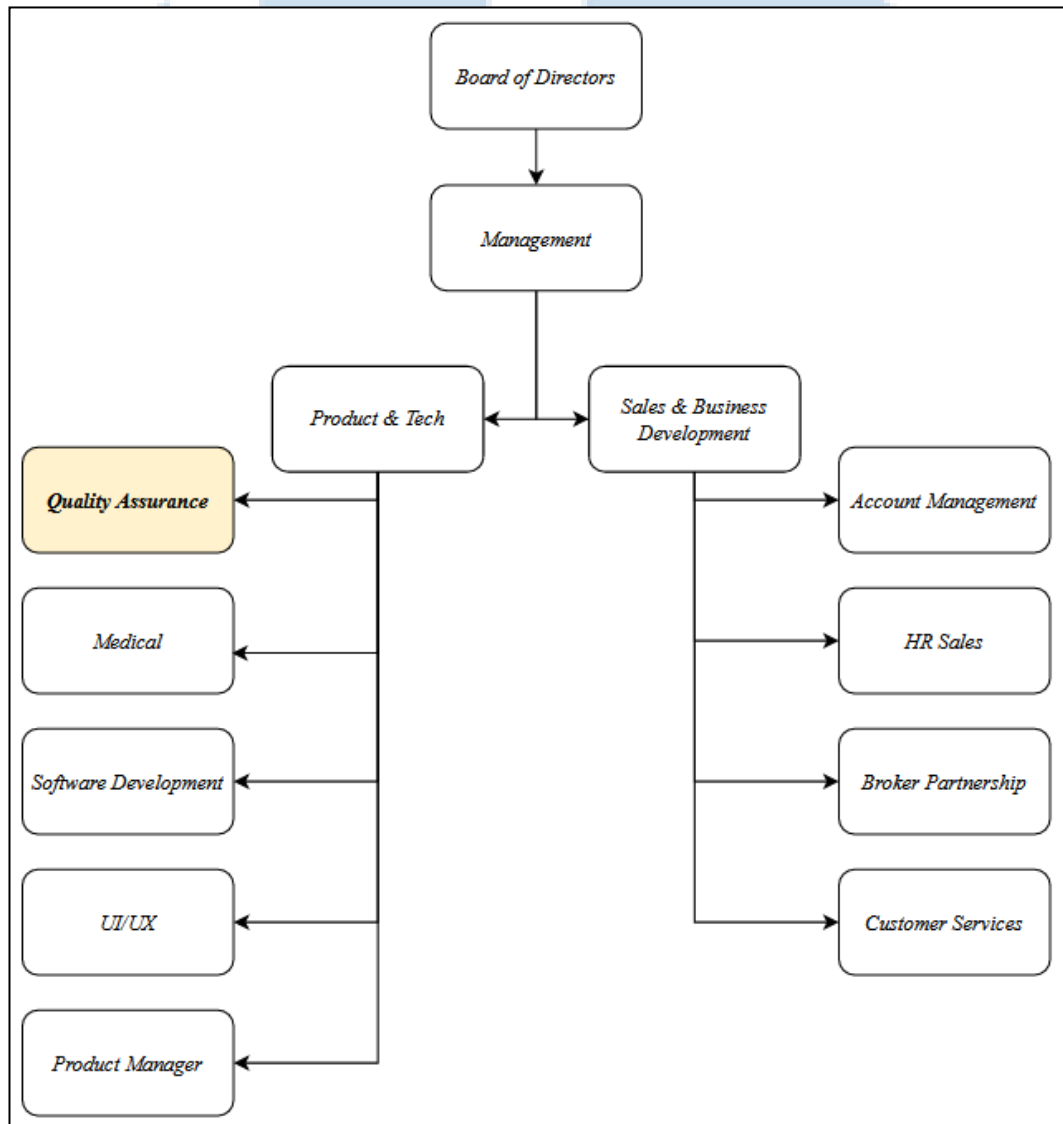 Board of Directors
Management
Product & Tech
Sales & Business
Development
Quality Assurance
Account Management
Medical
HR Sales
Software Development
Broker Partnership
UI/UX
Customer Services
Product Manager